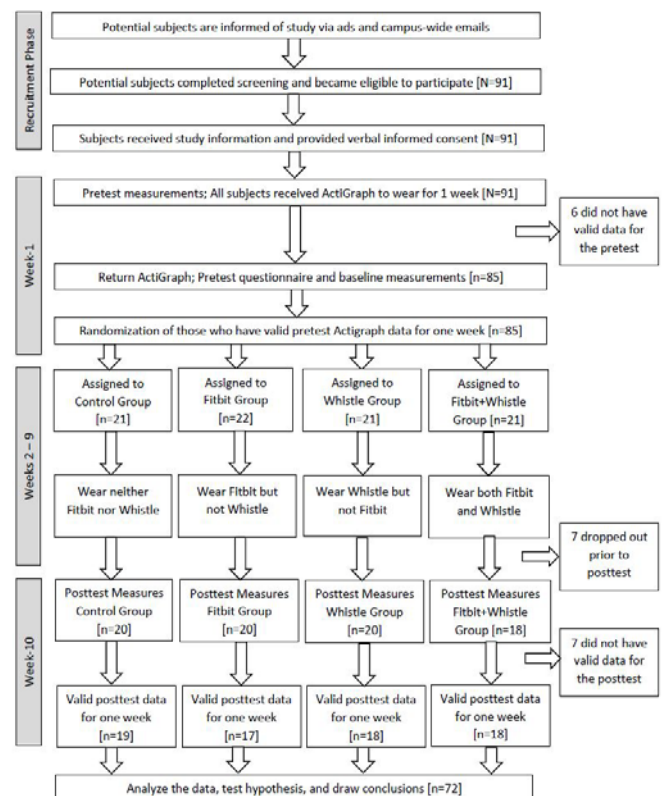 Recruitment Phase
Potential subjects are informed of study via ads and campus-wide emails
Potential subjects completed screening and became eligible to participate [N=91]
Subjects received study information and provided verbal informed consent [N=91]
Week-1
Pretest measurements; All subjects received ActiGraph to wear for 1 week [N=91]
6 did not have
valid data for
the pretest
Return ActiGraph; Pretest questionnaire and baseline measurements [n=85]
Randomization of those who have valid pretest Actigraph data for one week [n=85]
Weeks 2 – 9
Assigned to
Control Group
[n=21]
Assigned to
Fitbit Group
[n=22]
Assigned to
Whistle Group
[n=21]
Assigned to
Fitbit+Whistle
Group [n=21]
Wear neither
Fitbit nor Whistle
Wear Fitbit but
not Whistle
Wear Whistle but
not Fitbit
Wear both Fitbit
and Whistle
7 dropped out
prior to
posttest
Week-10
Posttest Measures
Control Group
[n=20]
Posttest Measures
Fitbit Group
[n=20]
Posttest Measures
Whistle Group
[n=20]
Posttest Measures
Fitbit+Whistle
Group [n=18]
7 did not have
valid data for
the posttest
Valid posttest data
for one week
[n=19]
Valid posttest data
for one week
[n=17]
Valid posttest data
for one week
[n=18]
Valid posttest data
for one week
[n=18]
Analyze the data, test hypothesis, and draw conclusions [n=72]